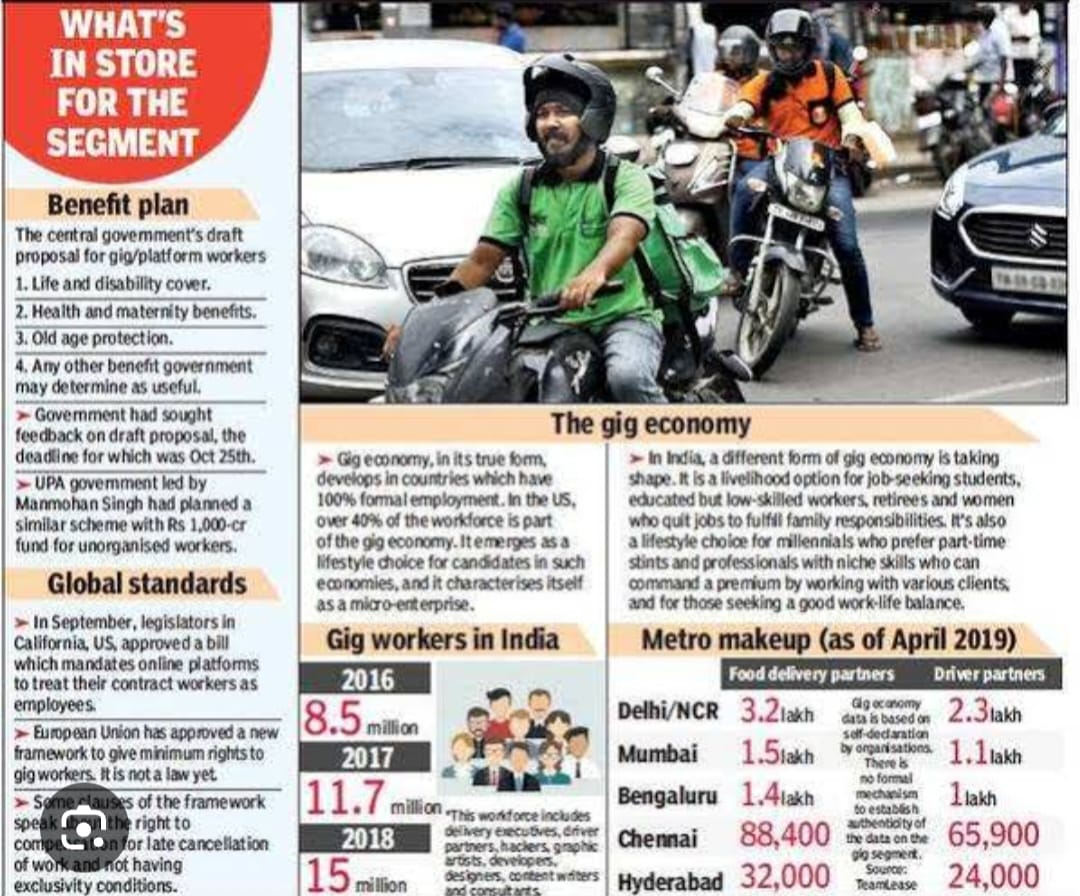 WHAT'S
IN STORE
FOR THE
SEGMENT
Benefit plan
The central government's draft
proposal for gig/platform workers
1. Life and disability cover.
2. Health and maternity benefits.
3. Old age protection.
4. Any other benefit government
may determine as useful.
➤ Government had sought
feedback on draft proposal, the
deadline for which was Oct 25th.
➤ UPA government led by
Manmohan Singh had planned a
similar scheme with Rs 1,000-cr
fund for unorganised workers.
Global standards
➤ In September, legislators in
California, US, approved a bill
which mandates online platforms
to treat their contract workers as
employees.
➤ European Union has approved a new
framework to give minimum rights to
gig workers. It is not a law yet.
➤ Some clauses of the framework
speak the right to
for late cancellation
of work and not having
exclusivity conditions.
The gig economy
➤ Gig economy, in its true form,
develops in countries which have
100% formal employment. In the US,
over 40% of the workforce is part
of the gig economy. It emerges as a
lifestyle choice for candidates in such
economies, and it characterises itself
as a micro-enterprise.
➤ In India, a different form of gig economy is taking
shape. It is a livelihood option for job-seeking students,
educated but low-skilled workers, retirees and women
who quit jobs to fulfill family responsibilities. It's also
a lifestyle choice for millennials who prefer part-time
stints and professionals with niche skills who can
command a premium by working with various clients,
and for those seeking a good work-life balance.
Gig workers in India
2016
8.5 million
2017
11.7 million
2018
15 million
*This workforce includes
delivery executives, driver
partners, hackers, graphic
artists, developers,
designers, content writers
and consultants.
Metro makeup (as of April 2019)
Food delivery partners Driver partners
Delhi/NCR 3.2 lakh 2.3 lakh
Mumbai 1.5 lakh 1.1 lakh
Bengaluru 1.4 lakh 1 lakh
Chennai 88,400 65,900
Hyderabad 32,000 24,000
Gig economy
data is based on
self-declaration
by organisations.
There is
no formal
mechanism
to establish
authenticity of
the data on the
gig segment.
Source:
TeamLease